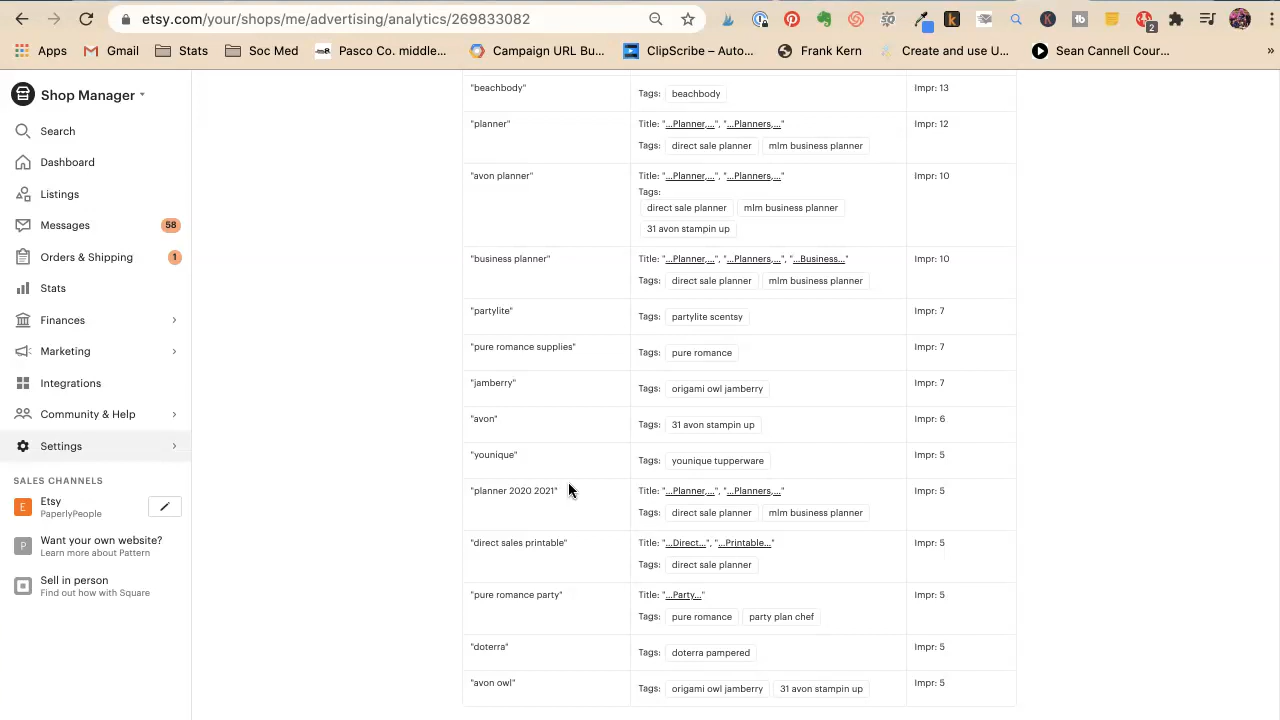 etsy.com/your/shops/me/advertising/analytics/269833082
2
Apps
Gmail
Stats
Soc Med
Pasco Co. middle...
Campaign URL Bu...
ClipScribe – Auto...
Frank Kern
Create and use U...
Sean Cannell Cour...
»
Shop Manager
Search
Dashboard
Listings
Messages 58
Orders & Shipping 1
Stats
Finances
Marketing
Integrations
Community & Help
Settings
SALES CHANNELS
E
Etsy
PaperlyPeople
P
Want your own website?
Learn more about Pattern
Sell in person
Find out how with Square
"beachbody"
Tags: beachbody
Impr: 13
"planner"
Title: "...Planner,...", "...Planners,..."
Tags: direct sale planner mlm business planner
Impr: 12
"avon planner"
Title: "...Planner,...", "...Planners,..."
Tags:
direct sale planner mlm business planner
31 avon stampin up
Impr: 10
"business planner"
Title: "...Planner,...", "...Planners,...", "...Business..."
Tags: direct sale planner mlm business planner
Impr: 10
"partylite"
Tags: partylite scentsy
Impr: 7
"pure romance supplies"
Tags: pure romance
Impr: 7
"jamberry"
Tags: origami owl jamberry
Impr: 7
"avon"
Tags: 31 avon stampin up
Impr: 6
"younique"
Tags: younique tupperware
Impr: 5
"planner 2020 2021"
Title: "...Planner,...", "...Planners,..."
Tags: direct sale planner mlm business planner
Impr: 5
"direct sales printable"
Title: "...Direct...", "...Printable..."
Tags: direct sale planner
Impr: 5
"pure romance party"
Title: "...Party..."
Tags: pure romance party plan chef
Impr: 5
"doterra"
Tags: doterra pampered
Impr: 5
"avon owl"
Tags: origami owl jamberry 31 avon stampin up
Impr: 5